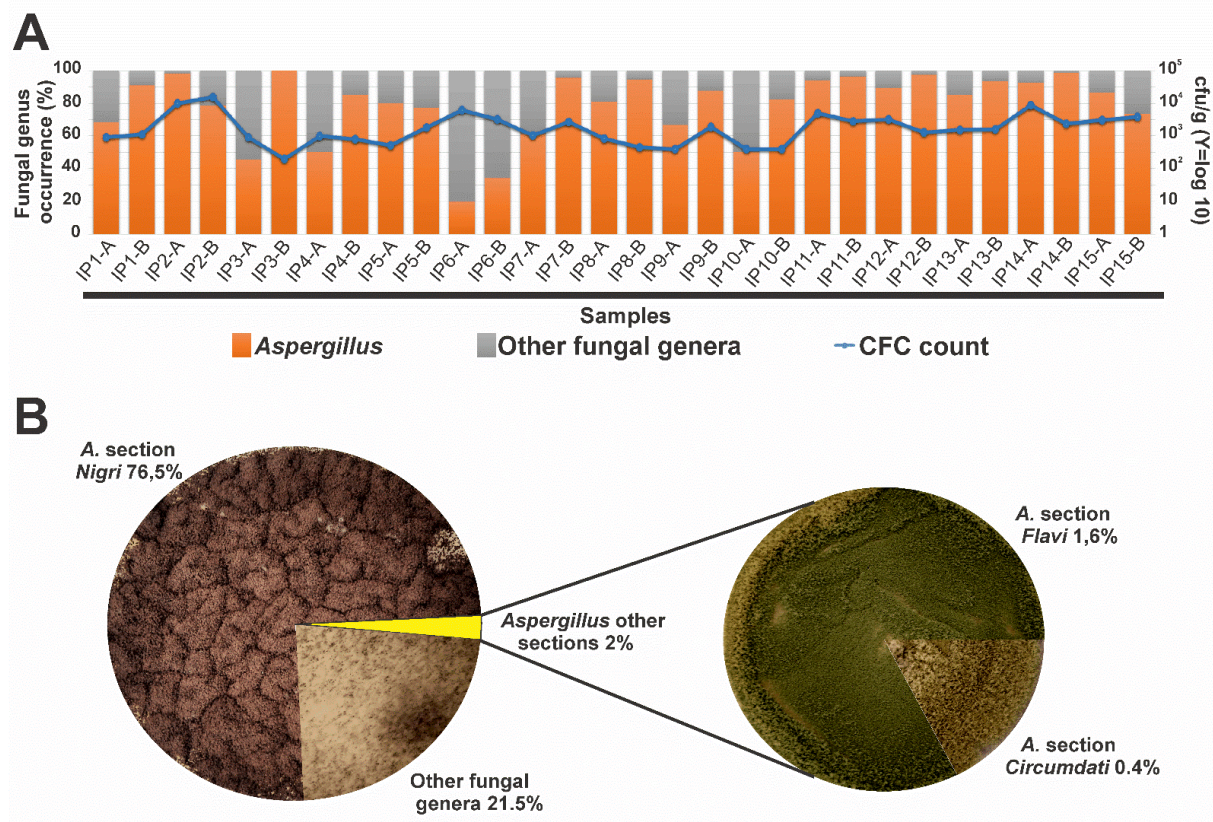 A
Fungal genus
occurrence (%)
100
80
60
40
20
0
10⁵
10⁴
10³
10²
10
1
cfu/g (Y=log 10)
IP1-A IP1-B IP2-A IP2-B IP3-A IP3-B IP4-A IP4-B IP5-A IP5-B IP6-A IP6-B IP7-A IP7-B IP8-A IP8-B IP9-A IP9-B IP10-A IP10-B IP11-A IP11-B IP12-A IP12-B IP13-A IP13-B IP14-A IP14-B IP15-A IP15-B
Samples
Aspergillus Other fungal genera CFC count
B
A. section
Nigri 76,5%
Aspergillus other
sections 2%
Other fungal
genera 21.5%
A. section
Flavi 1,6%
A. section
Circumdati 0.4%